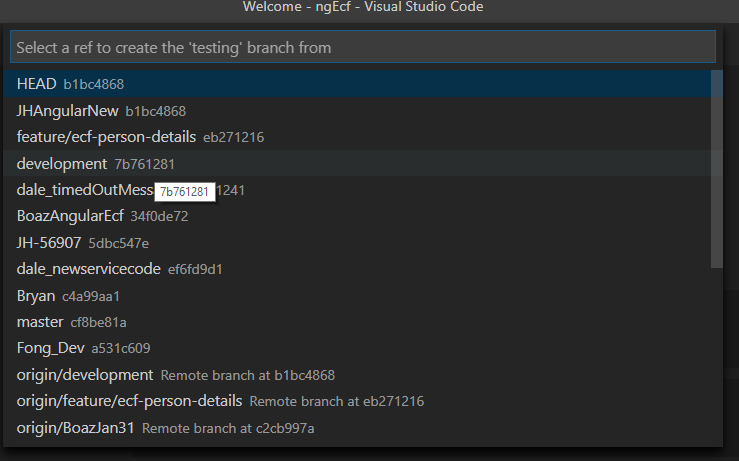 Welcome - ngEcf - Visual Studio Code
Select a ref to create the 'testing' branch from
HEAD b1bc4868
JHAngularNew b1bc4868
feature/ecf-person-details eb271216
development 7b761281
dale_timedOutMess 7b761281 1241
BoazAngularEcf 34f0de72
JH-56907 5dbc547e
dale_newservicecode ef6fd9d1
Bryan c4a99aa1
master cf8be81a
Fong_Dev a531c609
origin/development Remote branch at b1bc4868
origin/feature/ecf-person-details Remote branch at eb271216
origin/BoazJan31 Remote branch at c2cb997a